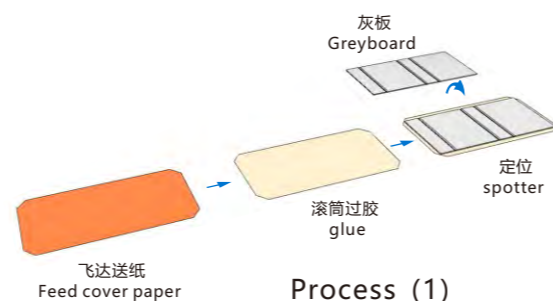 灰板
Greyboard
定位
spotter
滚筒过胶
glue
飞达送纸
Feed cover paper
Process (1)